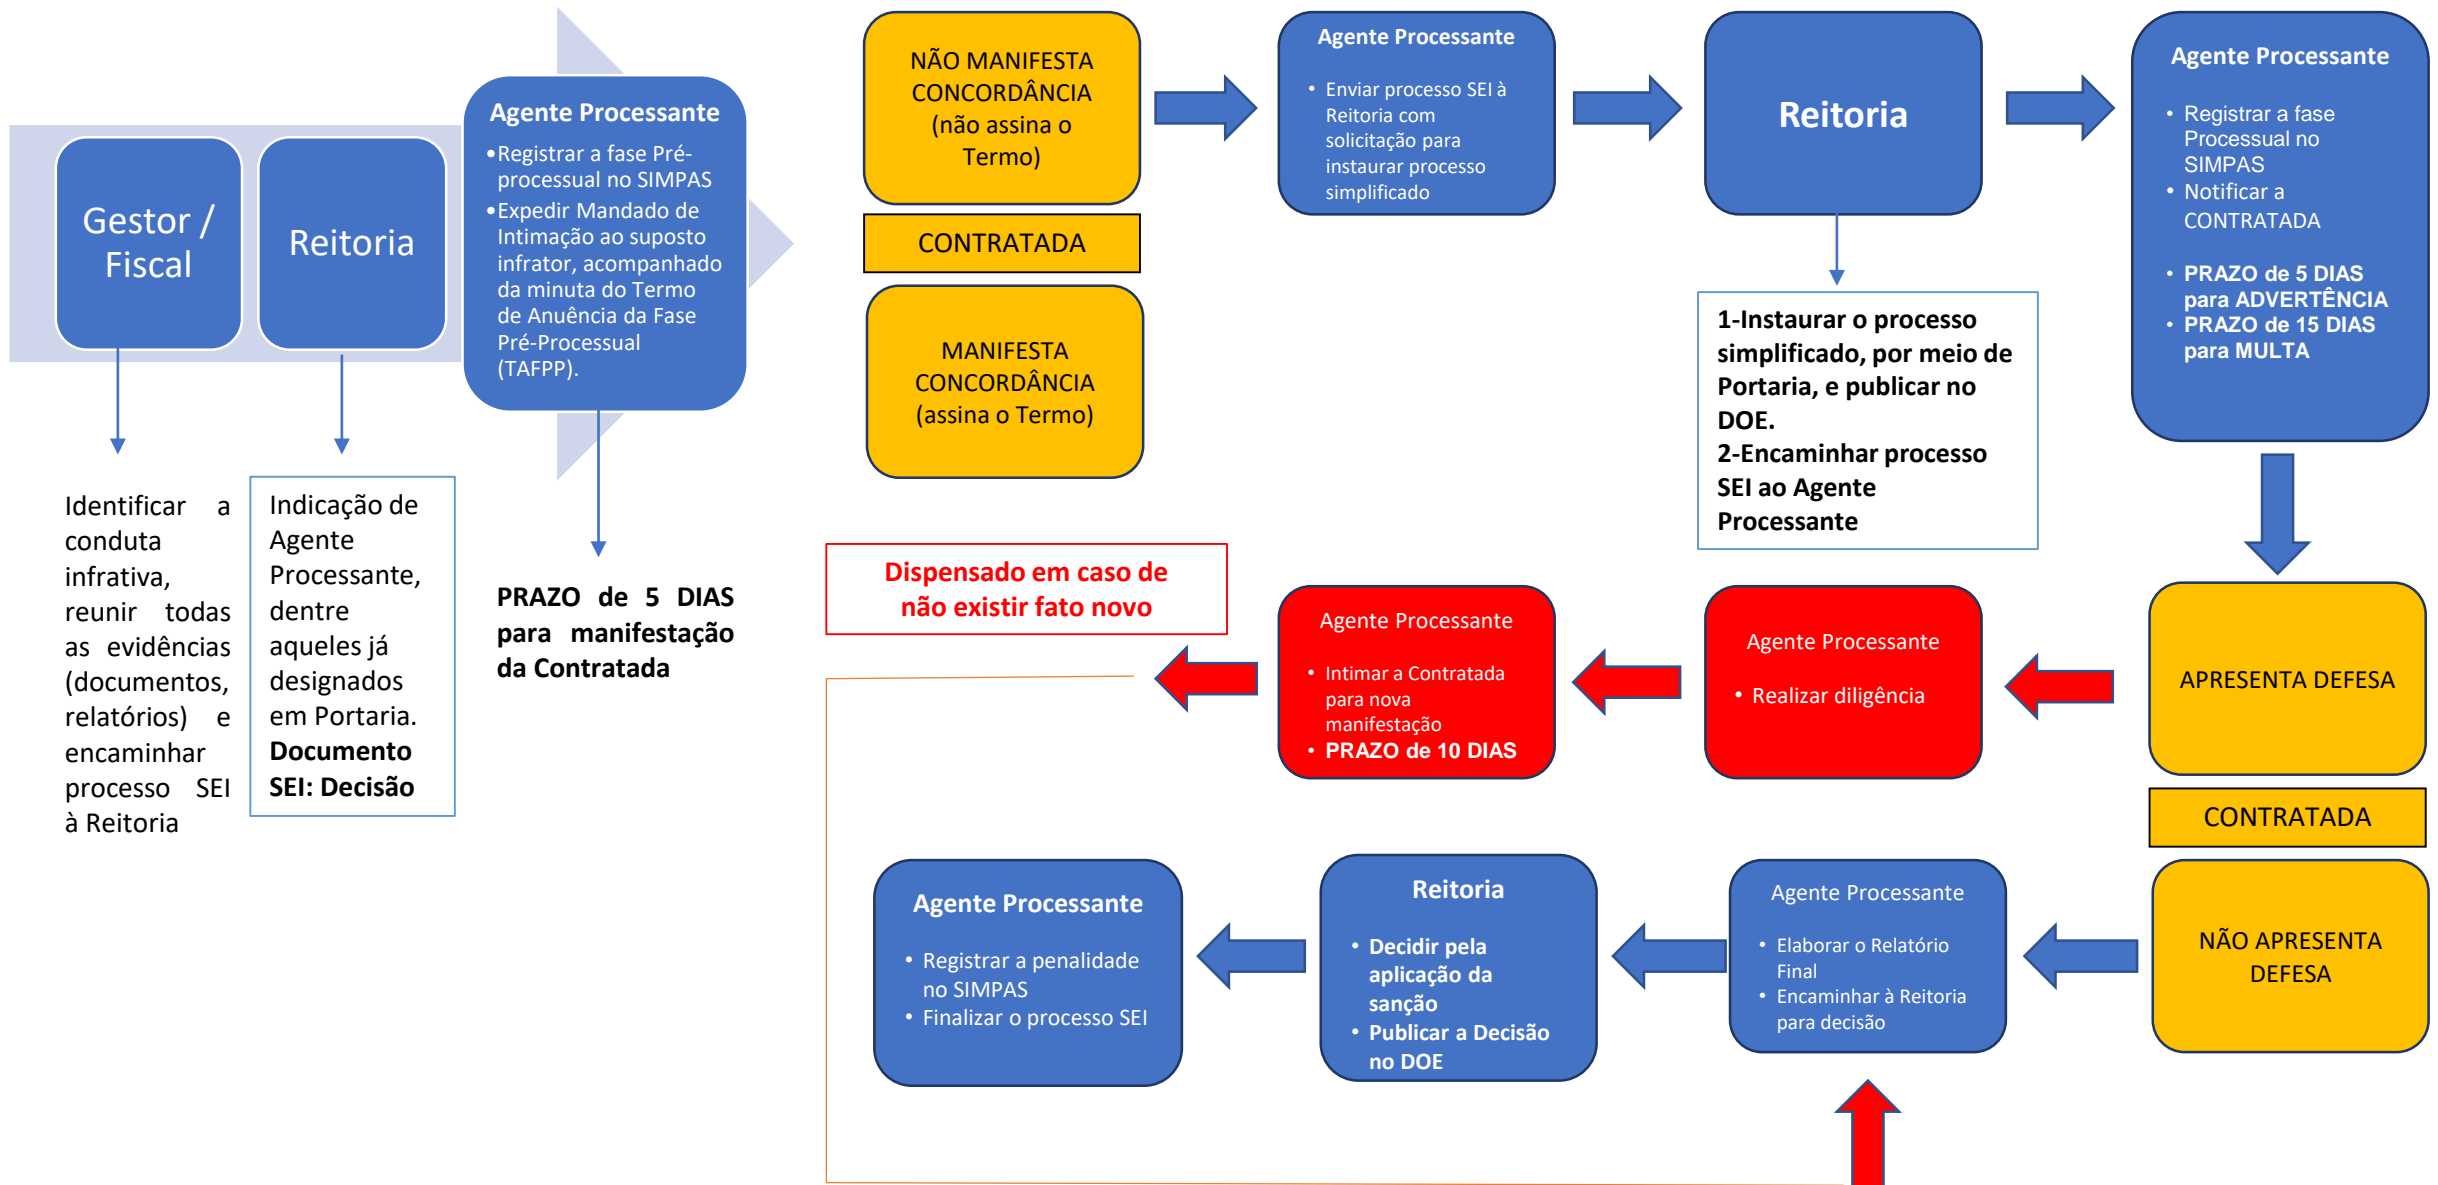 Gestor /
Fiscal
Identificar a
conduta
infrativa,
reunir todas
as evidências
(documentos,
relatórios) e
encaminhar
processo SEI
à Reitoria
Reitoria
Indicação de
Agente
Processante,
dentre
aqueles já
designados
em Portaria.
Documento
SEI: Decisão
Agente Processante
•Registrar a fase Pré-
processual no SIMPAS
•Expedir Mandado de
Intimação ao suposto
infrator, acompanhado
da minuta do Termo
de Anuência da Fase
Pré-Processual
(TAFPP).
PRAZO de 5 DIAS
para manifestação
da Contratada
NÃO MANIFESTA
CONCORDÂNCIA
(não assina o
Termo)
CONTRATADA
MANIFESTA
CONCORDÂNCIA
(assina o Termo)
Agente Processante
• Enviar processo SEI à
Reitoria com
solicitação para
instaurar processo
simplificado
Reitoria
1-Instaurar o processo
simplificado, por meio de
Portaria, e publicar no
DOE.
2-Encaminhar processo
SEI ao Agente
Processante
Agente Processante
• Registrar a fase
Processual no
SIMPAS
• Notificar a
CONTRATADA
• PRAZO de 5 DIAS
para ADVERTÊNCIA
• PRAZO de 15 DIAS
para MULTA
APRESENTA DEFESA
CONTRATADA
NÃO APRESENTA
DEFESA
Agente Processante
• Realizar diligência
Agente Processante
• Intimar a Contratada
para nova
manifestação
• PRAZO de 10 DIAS
Dispensado em caso de
não existir fato novo
Agente Processante
• Elaborar o Relatório
Final
• Encaminhar à Reitoria
para decisão
Reitoria
• Decidir pela
aplicação da
sanção
• Publicar a Decisão
no DOE
Agente Processante
• Registrar a penalidade
no SIMPAS
• Finalizar o processo SEI